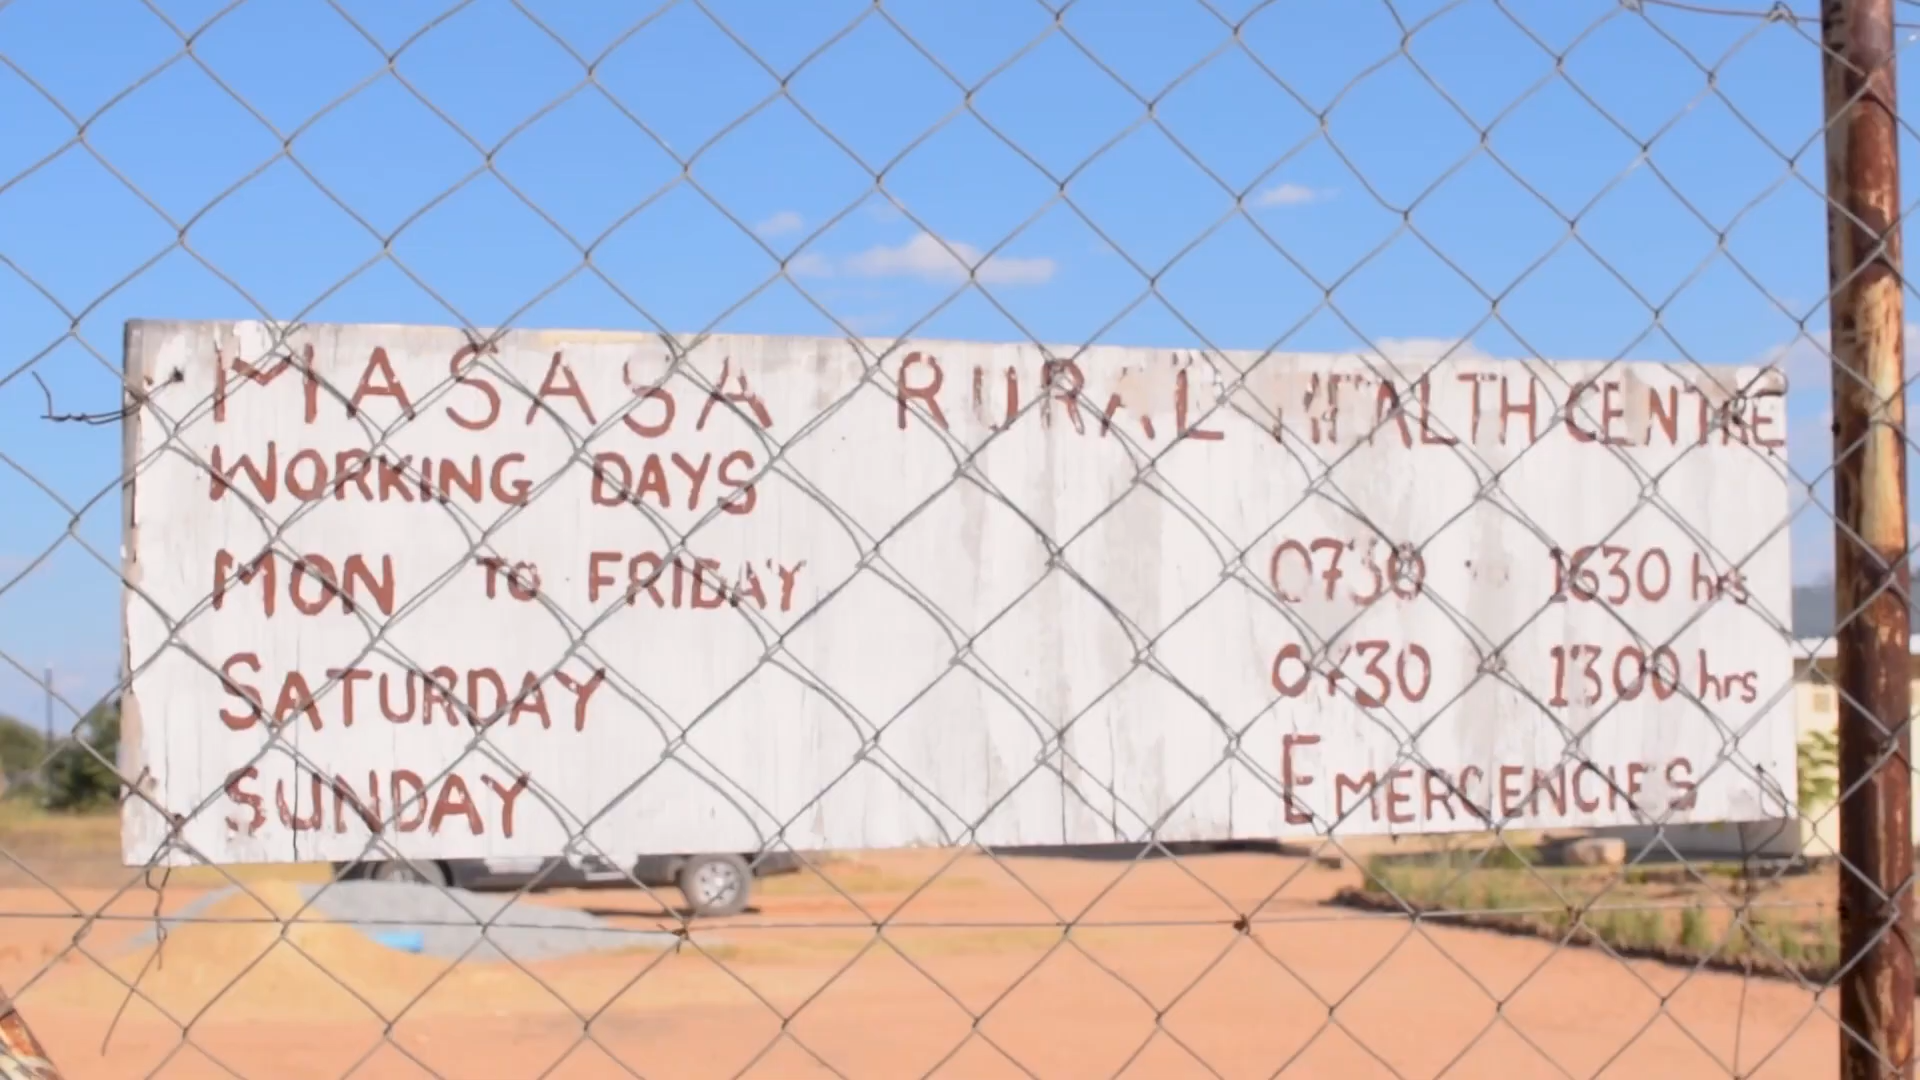 MASASA RURAL HEALTH CENTRE
WORKING DAYS
MON TO FRIDAY 0730 - 1630 hrs
SATURDAY 0730 - 1300 hrs
SUNDAY EMERGENCIES